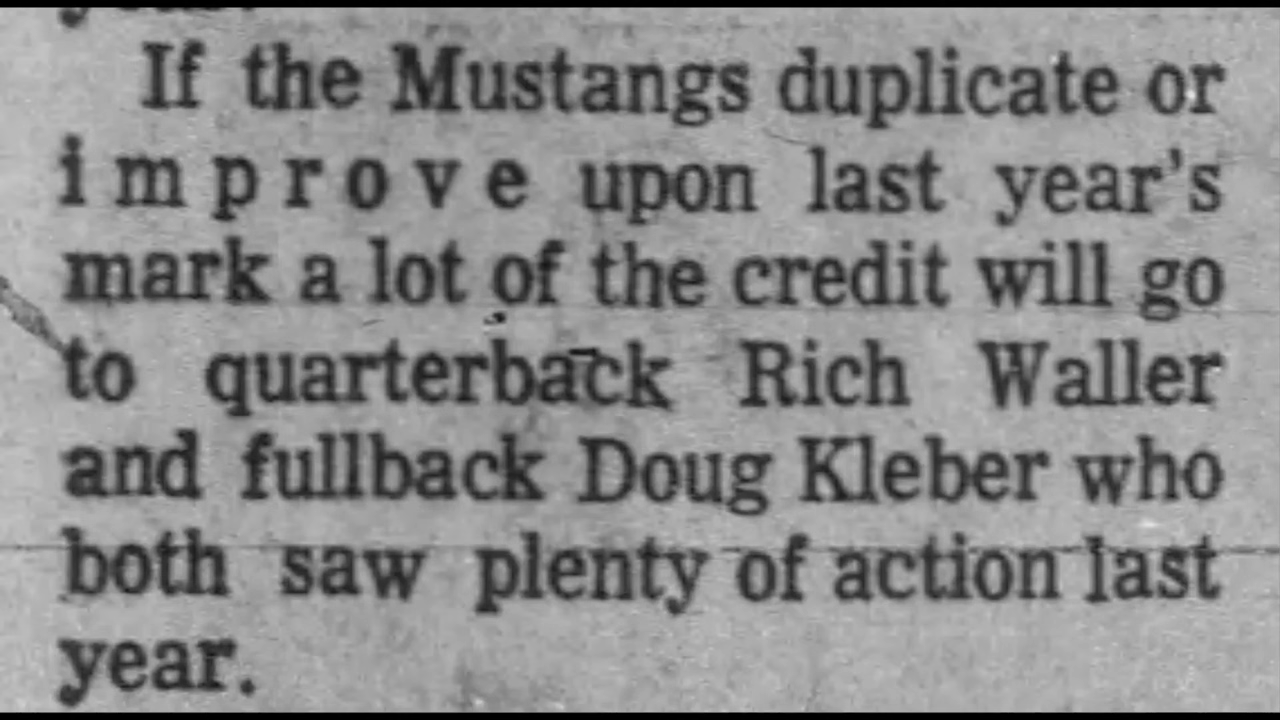 year.
If the Mustangs duplicate or
improve upon last year's
mark a lot of the credit will go
to quarterback Rich Waller
and fullback Doug Kleber who
both saw plenty of action last
year.